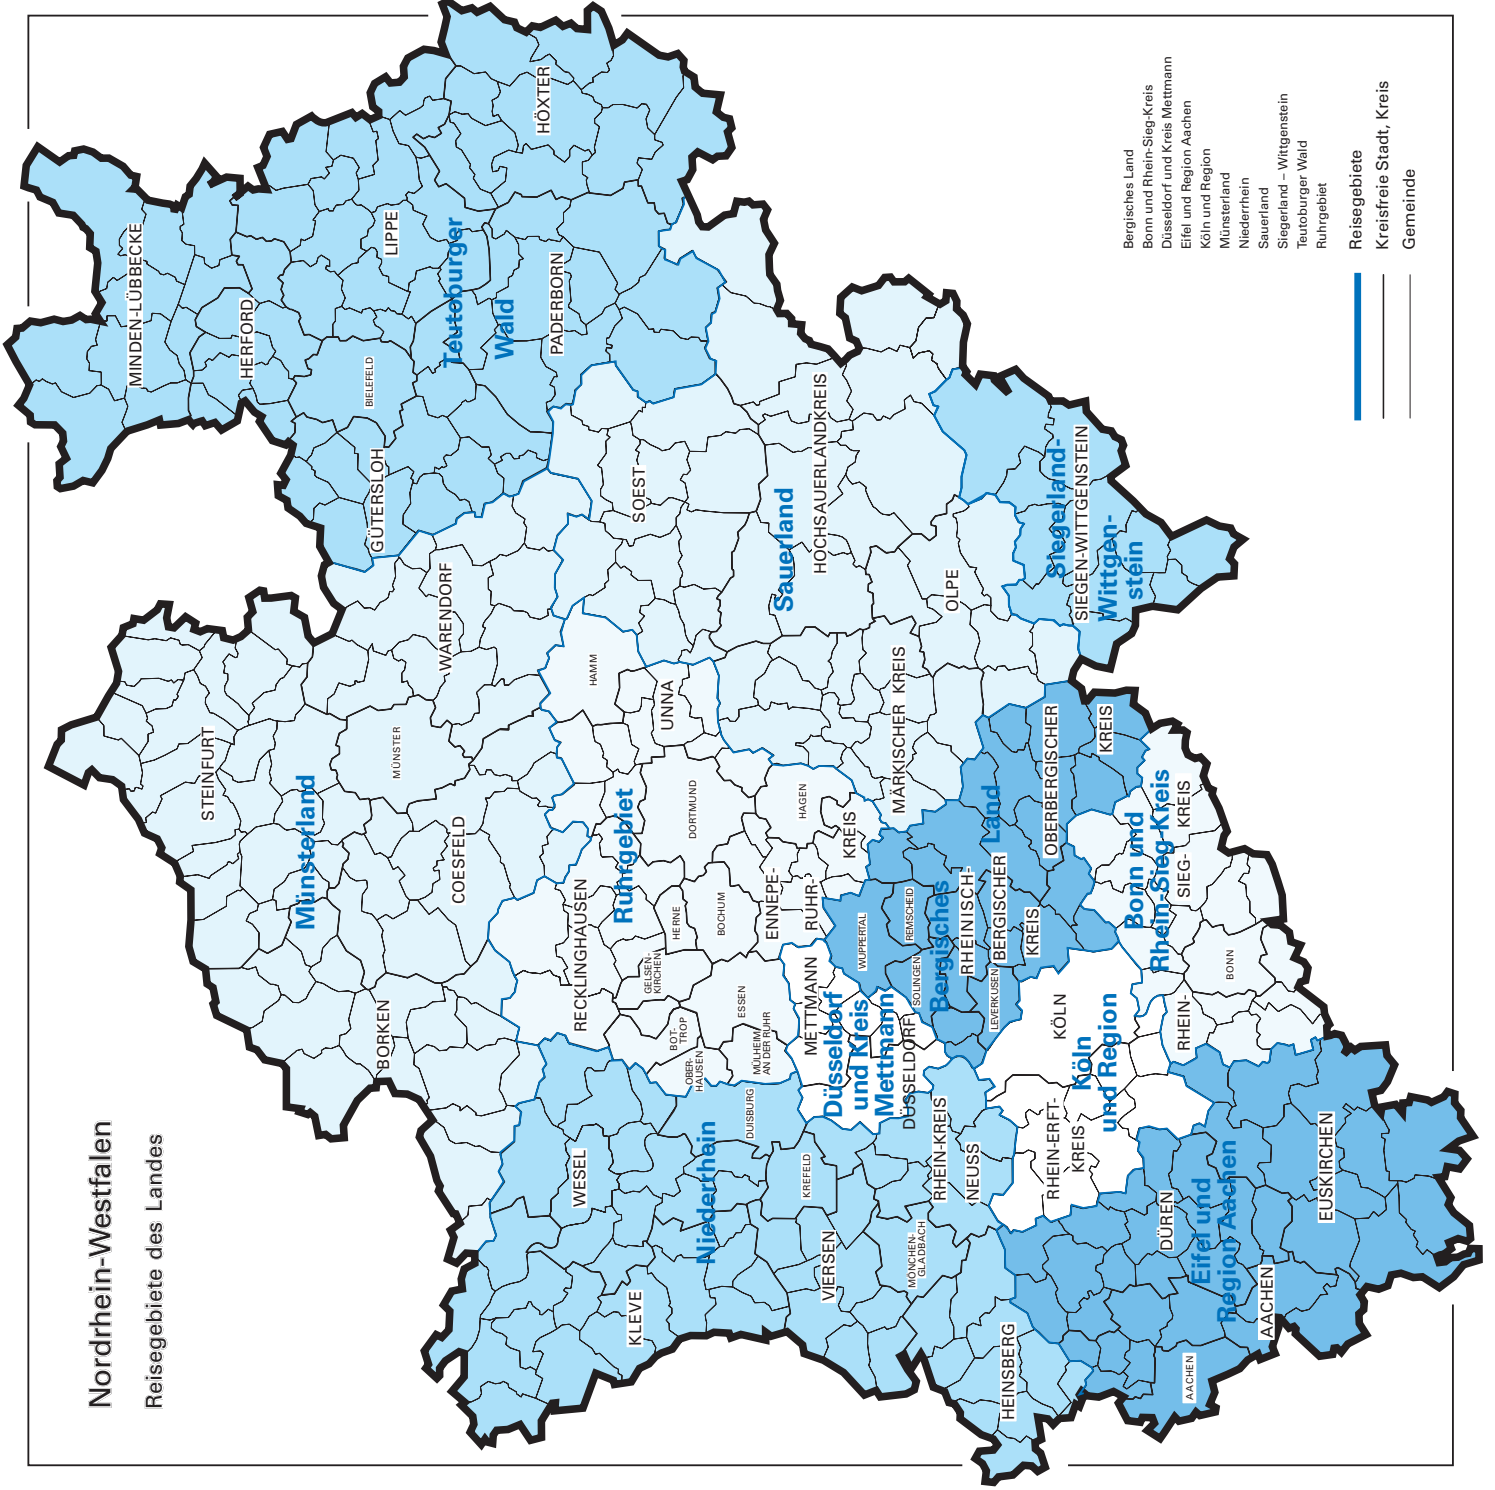 Nordrhein-Westfalen
Reisegebiete des Landes
MINDEN-LÜBBECKE
HERFORD
LIPPE
BIELEFELD
GÜTERSLOH
Teutoburger
Wald
HÖXTER
PADERBORN
STEINFURT
Münsterland
MÜNSTER
WARENDORF
COESFELD
BORKEN
HAMM
SOEST
UNNA
Ruhrgebiet
RECKLINGHAUSEN
DORTMUND
HERNE
BOCHUM
GELSEN-
KIRCHEN
BOT-
TROP
OBER-
HAUSEN
ESSEN
MÜLHEIM/
AN DER RUHR
HAGEN
ENNEPE-
RUHR-
KREIS
Sauerland
HOCHSAUERLANDKREIS
MÄRKISCHER KREIS
OLPE
Siegerland-
Wittgen-
stein
SIEGEN-WITTGENSTEIN
WESEL
KLEVE
Niederrhein
DUISBURG
KREFELD
VIERSEN
MÖNCHEN-
GLADBACH
RHEIN-KREIS
NEUSS
HEINSBERG
METTMANN
Düsseldorf
und Kreis
Mettmann
DÜSSELDORF
WUPPERTAL
REMSCHEID
SOLINGEN
Bergisches
Land
RHEINISCH-
BERGISCHER
KREIS
LEVERKUSEN
OBERBERGISCHER
KREIS
KÖLN
Köln
und Region
RHEIN-ERFT-
KREIS
Bonn und
Rhein-Sieg-Kreis
RHEIN-
SIEG-
KREIS
BONN
DÜREN
Eifel und
Region Aachen
AACHEN
AACHEN
EUSKIRCHEN
Bergisches Land
Bonn und Rhein-Sieg-Kreis
Düsseldorf und Kreis Mettmann
Eifel und Region Aachen
Köln und Region
Münsterland
Niederrhein
Sauerland
Siegerland – Wittgenstein
Teutoburger Wald
Ruhrgebiet
Reisegebiete
Kreisfreie Stadt, Kreis
Gemeinde